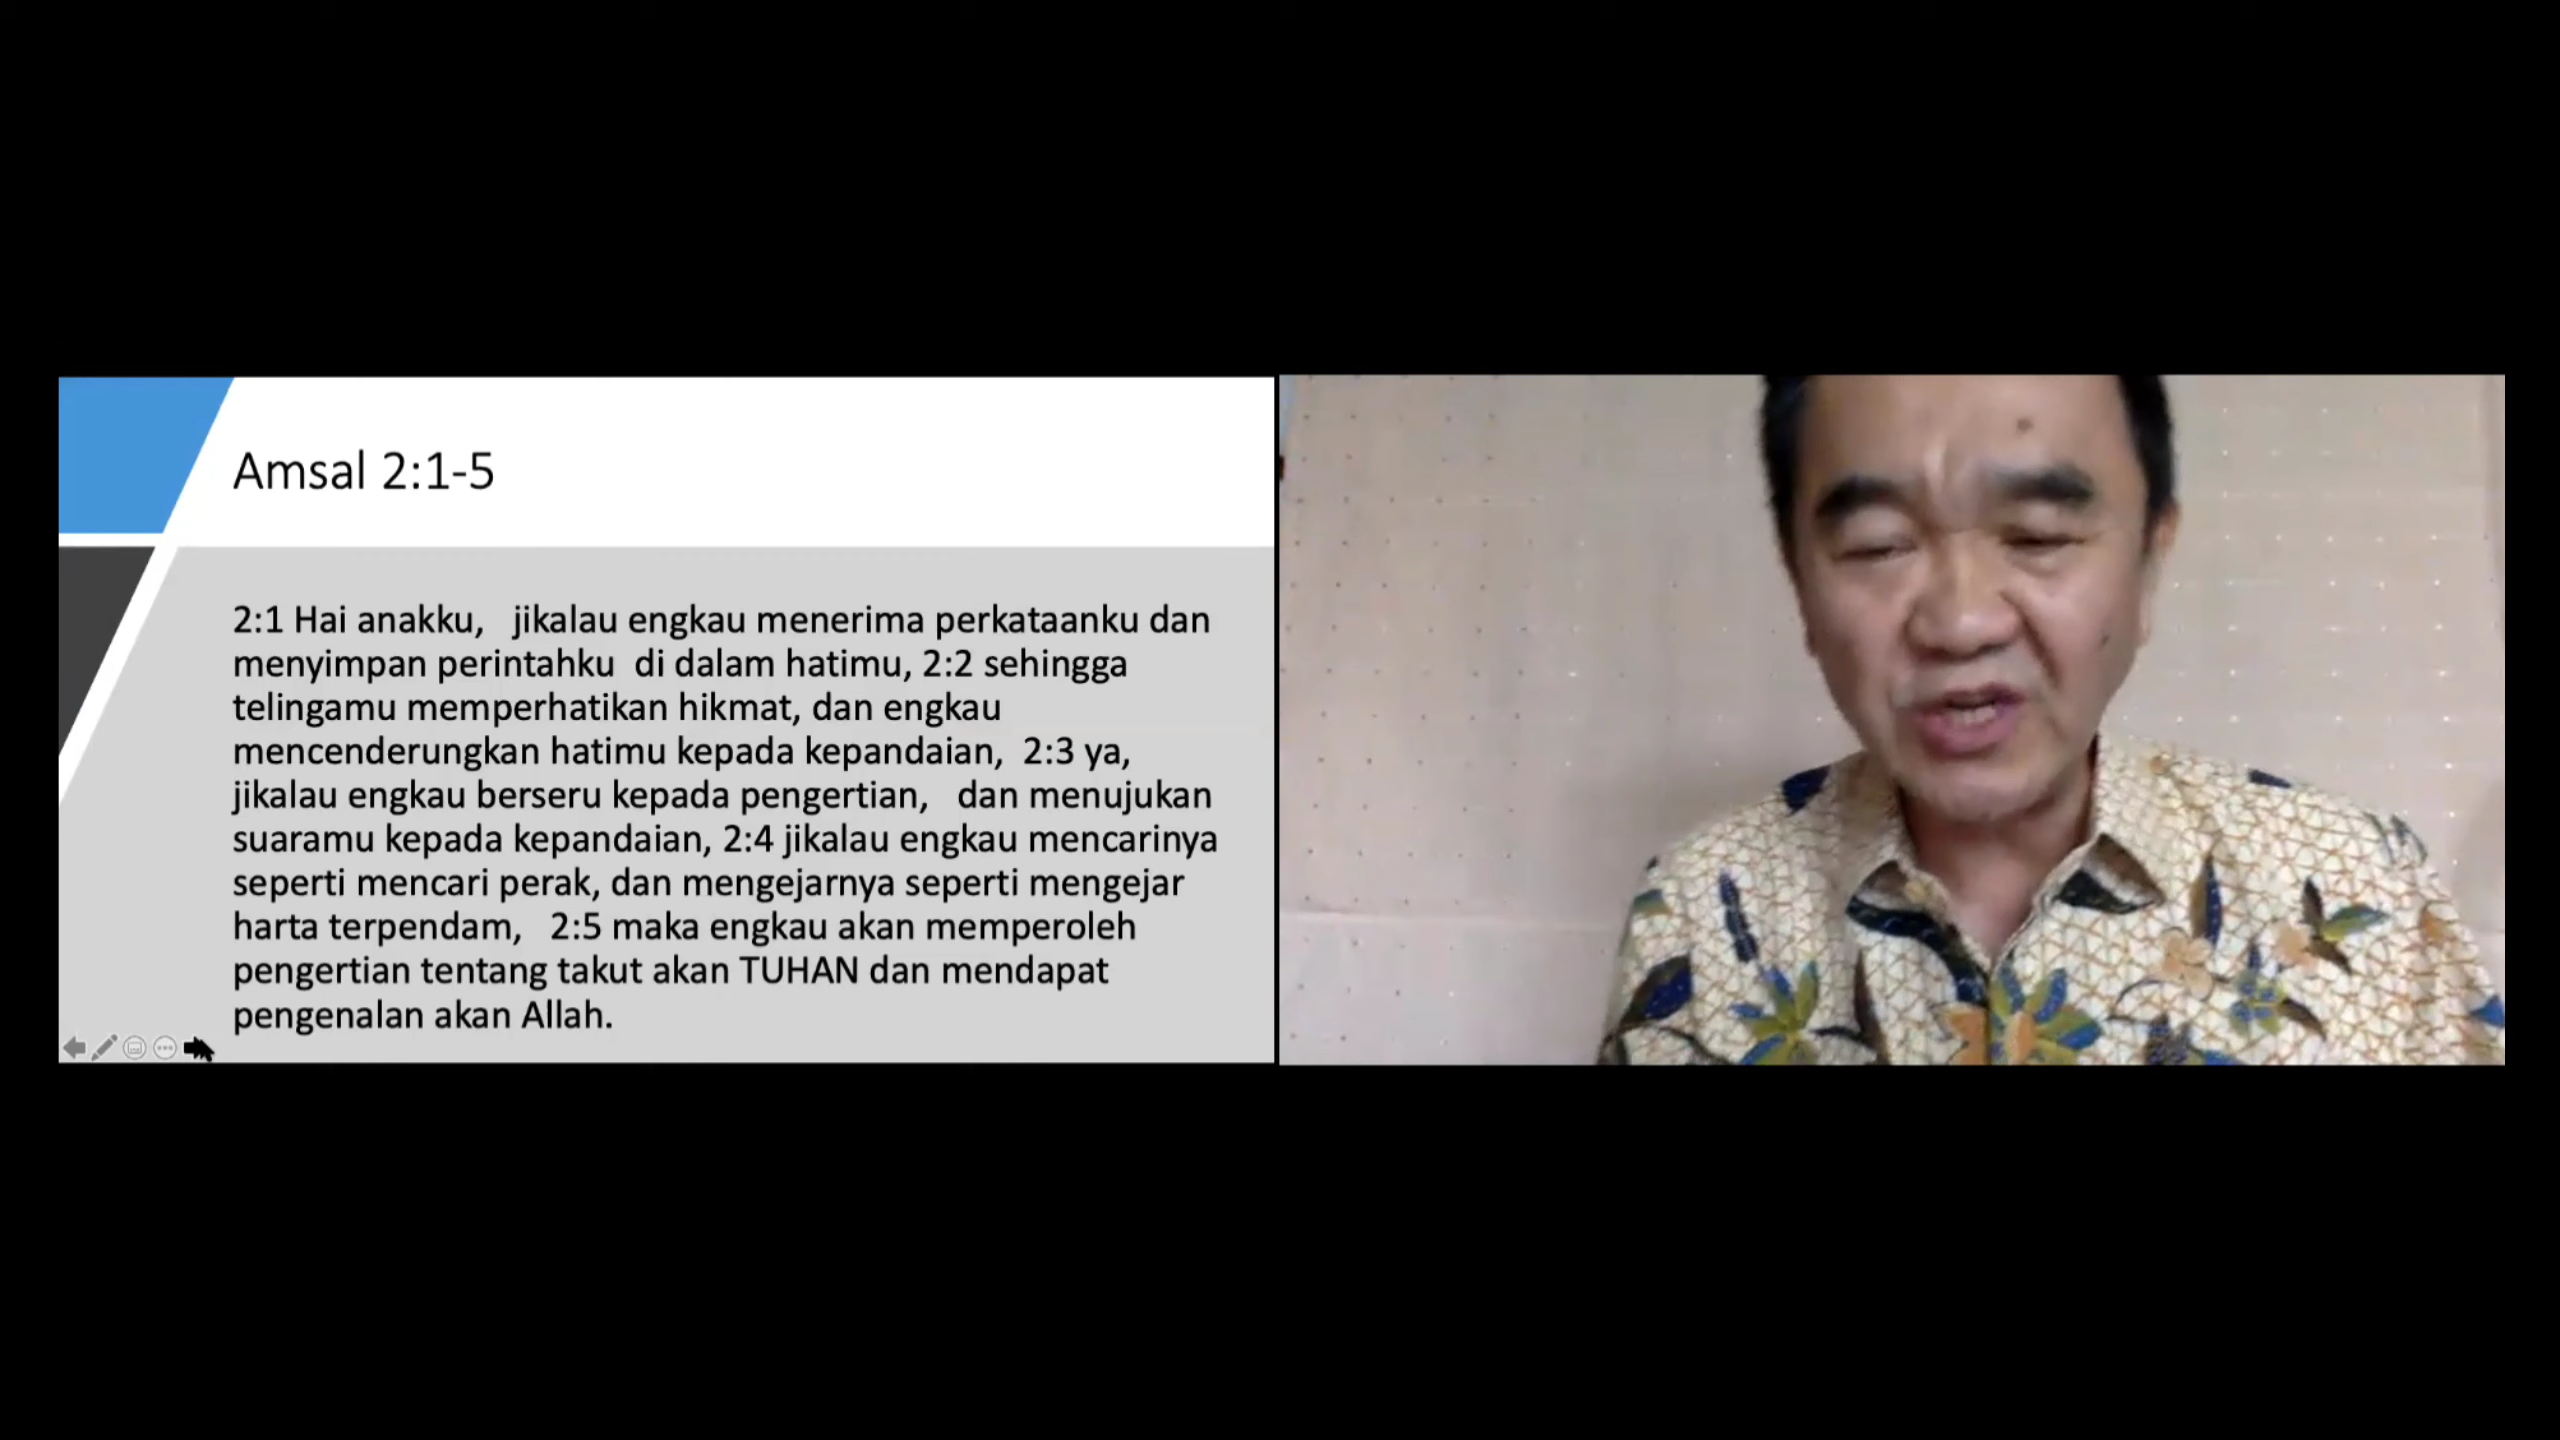 Amsal 2:1-5
2:1 Hai anakku, jikalau engkau menerima perkataanku dan
menyimpan perintahku di dalam hatimu, 2:2 sehingga
telingamu memperhatikan hikmat, dan engkau
mencenderungkan hatimu kepada kepandaian, 2:3 ya,
jikalau engkau berseru kepada pengertian, dan menujukan
suaramu kepada kepandaian, 2:4 jikalau engkau mencarinya
seperti mencari perak, dan mengejarnya seperti mengejar
harta terpendam, 2:5 maka engkau akan memperoleh
pengertian tentang takut akan TUHAN dan mendapat
pengenalan akan Allah.